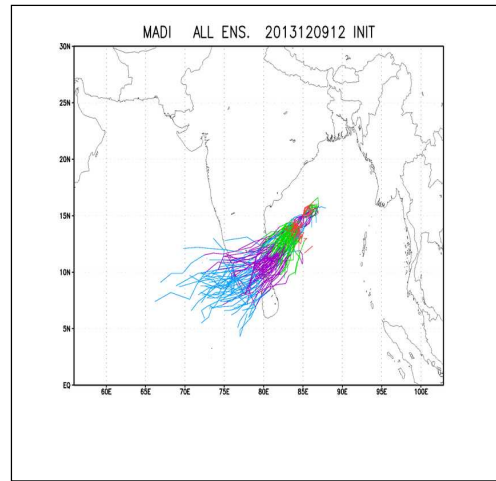 MADI ALL ENS. 2013120912 INIT
30N
25N
20N
15N
10N
5N
EQ
60E 65E 70E 75E 80E 85E 90E 95E 100E